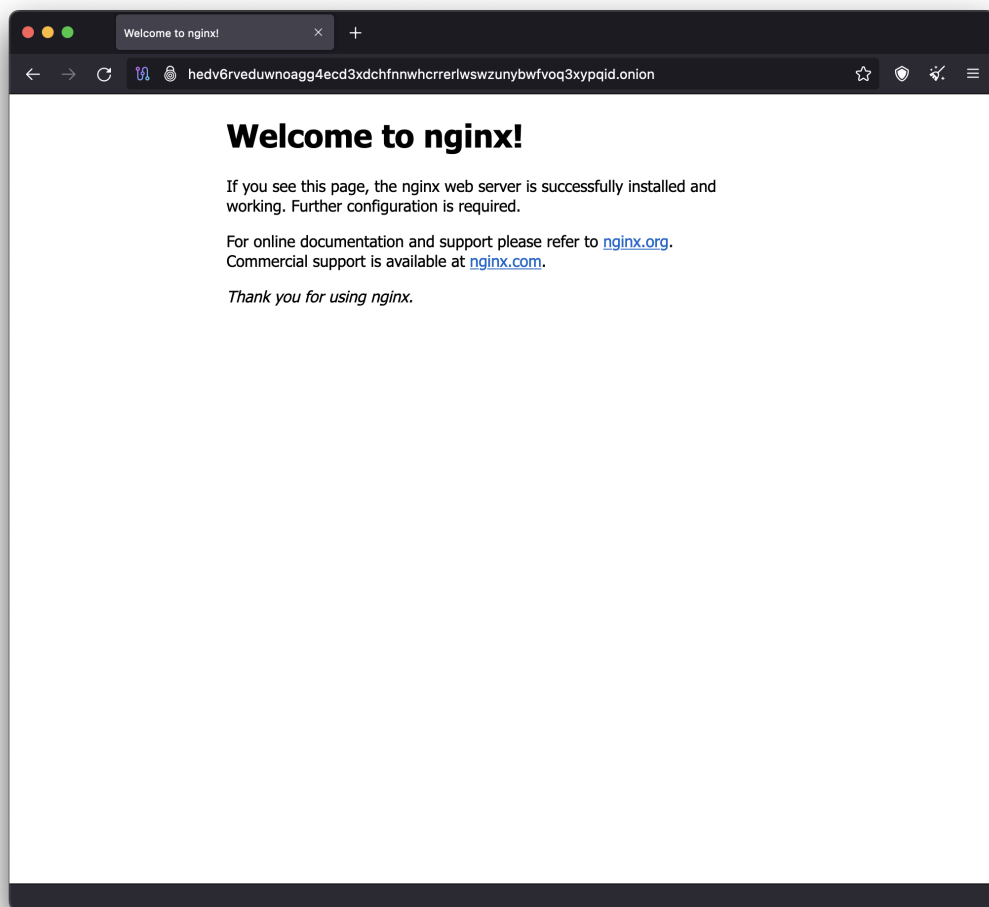 Welcome to nginx!
hedv6rveduwnoagg4ecd3xdchfnnwhcrrerlwswzunybwfvoq3xypqid.onion
Welcome to nginx!
If you see this page, the nginx web server is successfully installed and
working. Further configuration is required.
For online documentation and support please refer to nginx.org.
Commercial support is available at nginx.com.
Thank you for using nginx.